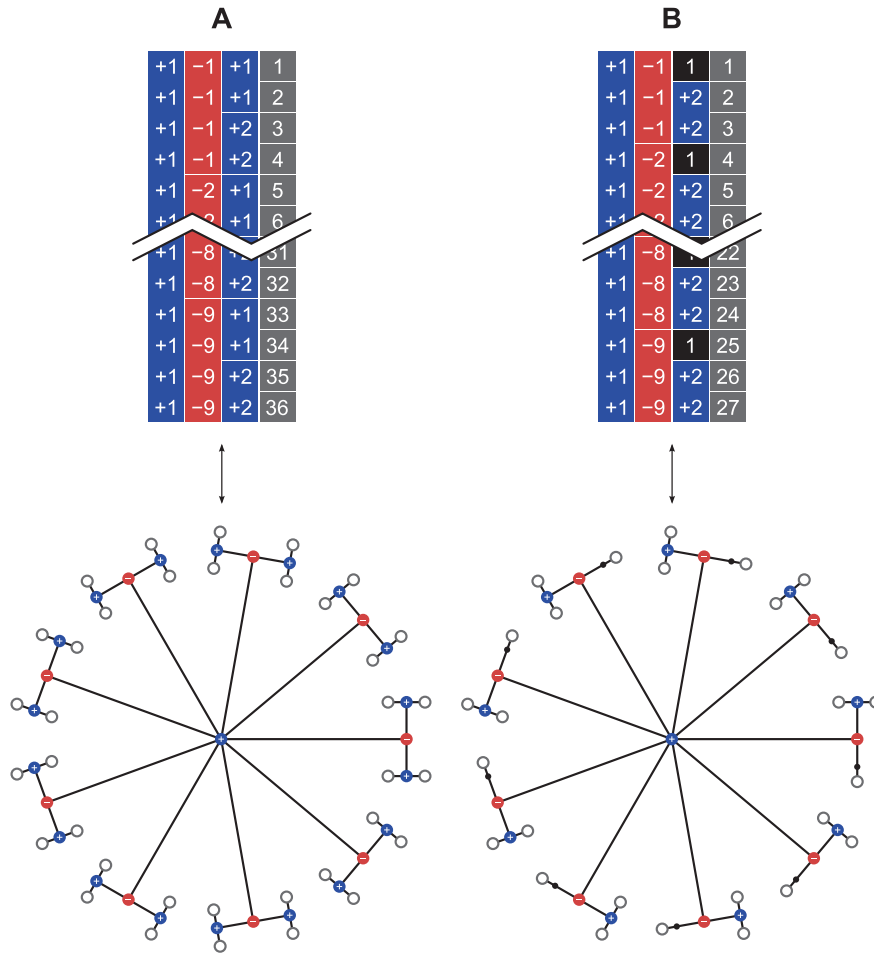 A
+1 −1 +1 1
+1 −1 +1 2
+1 −1 +2 3
+1 −1 +2 4
+1 −2 +1 5
+1 +1 6
+1 −8 31
+1 −8 +2 32
+1 −9 +1 33
+1 −9 +1 34
+1 −9 +2 35
+1 −9 +2 36
B
+1 −1 1 1
+1 −1 +2 2
+1 −1 +2 3
+1 −2 1 4
+1 −2 +2 5
+1 +2 6
+1 −8 22
+1 −8 +2 23
+1 −8 +2 24
+1 −9 1 25
+1 −9 +2 26
+1 −9 +2 27